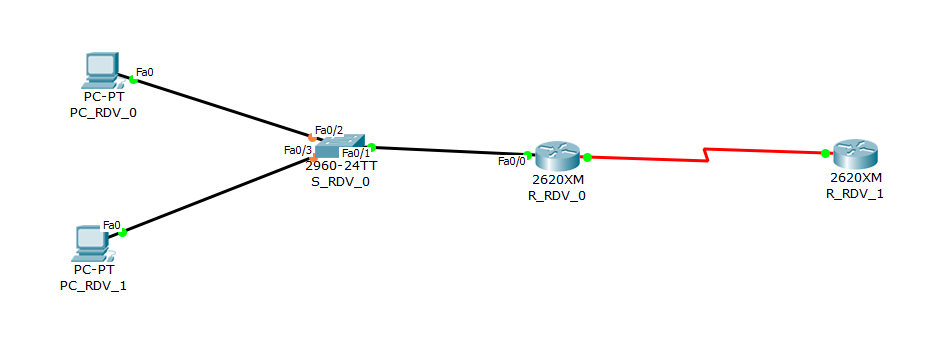 Fa0
PC-PT
PC_RDV_0
Fa0/2
Fa0/3
Fa0/1
2960-24TT
S_RDV_0
Fa0/0
2620XM
R_RDV_0
2620XM
R_RDV_1
Fa0
PC-PT
PC_RDV_1